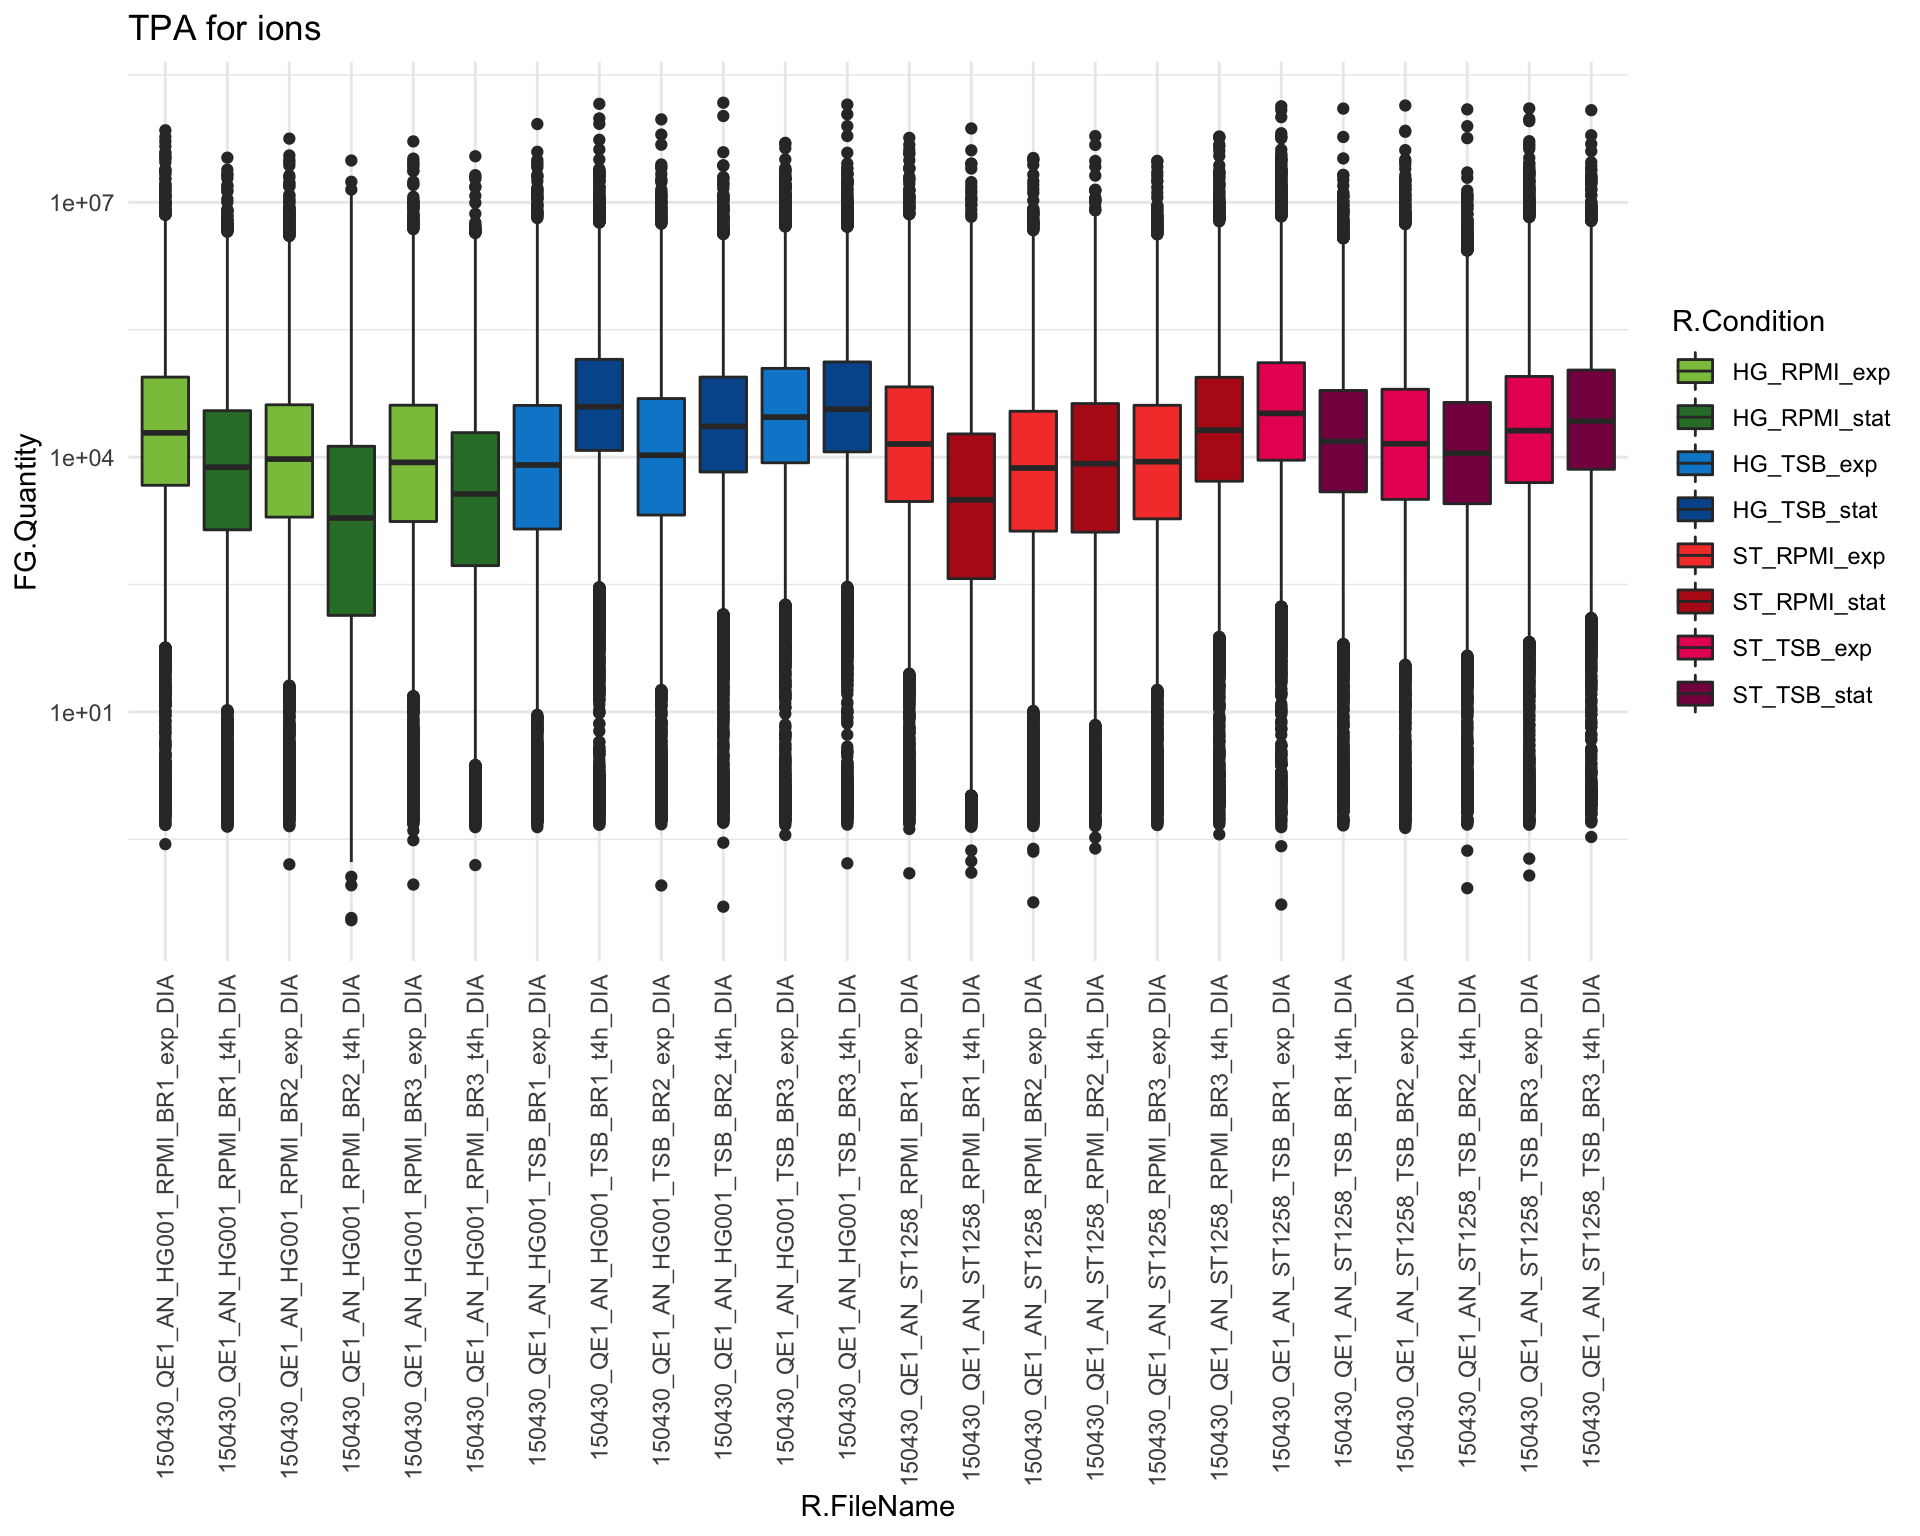 TPA for ions
FG.Quantity
1e+07
1e+04
1e+01
150430_QE1_AN_HG001_RPMI_BR1_exp_DIA
150430_QE1_AN_HG001_RPMI_BR1_t4h_DIA
150430_QE1_AN_HG001_RPMI_BR2_exp_DIA
150430_QE1_AN_HG001_RPMI_BR2_t4h_DIA
150430_QE1_AN_HG001_RPMI_BR3_exp_DIA
150430_QE1_AN_HG001_RPMI_BR3_t4h_DIA
150430_QE1_AN_HG001_TSB_BR1_exp_DIA
150430_QE1_AN_HG001_TSB_BR1_t4h_DIA
150430_QE1_AN_HG001_TSB_BR2_exp_DIA
150430_QE1_AN_HG001_TSB_BR2_t4h_DIA
150430_QE1_AN_HG001_TSB_BR3_exp_DIA
150430_QE1_AN_HG001_TSB_BR3_t4h_DIA
150430_QE1_AN_ST1258_RPMI_BR1_exp_DIA
150430_QE1_AN_ST1258_RPMI_BR1_t4h_DIA
150430_QE1_AN_ST1258_RPMI_BR2_exp_DIA
150430_QE1_AN_ST1258_RPMI_BR2_t4h_DIA
150430_QE1_AN_ST1258_RPMI_BR3_exp_DIA
150430_QE1_AN_ST1258_RPMI_BR3_t4h_DIA
150430_QE1_AN_ST1258_TSB_BR1_exp_DIA
150430_QE1_AN_ST1258_TSB_BR1_t4h_DIA
150430_QE1_AN_ST1258_TSB_BR2_exp_DIA
150430_QE1_AN_ST1258_TSB_BR2_t4h_DIA
150430_QE1_AN_ST1258_TSB_BR3_exp_DIA
150430_QE1_AN_ST1258_TSB_BR3_t4h_DIA
R.FileName
R.Condition
HG_RPMI_exp
HG_RPMI_stat
HG_TSB_exp
HG_TSB_stat
ST_RPMI_exp
ST_RPMI_stat
ST_TSB_exp
ST_TSB_stat